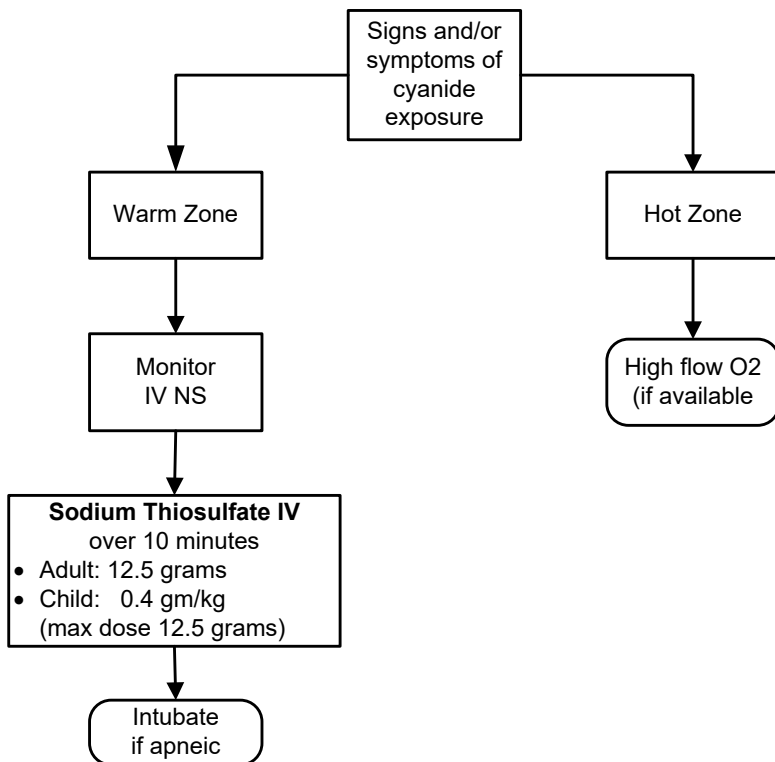 Signs and/or
symptoms of
cyanide
exposure
Warm Zone
Hot Zone
Monitor
IV NS
High flow O2
(if available
Sodium Thiosulfate IV
over 10 minutes
• Adult: 12.5 grams
• Child: 0.4 gm/kg
(max dose 12.5 grams)
Intubate
if apneic